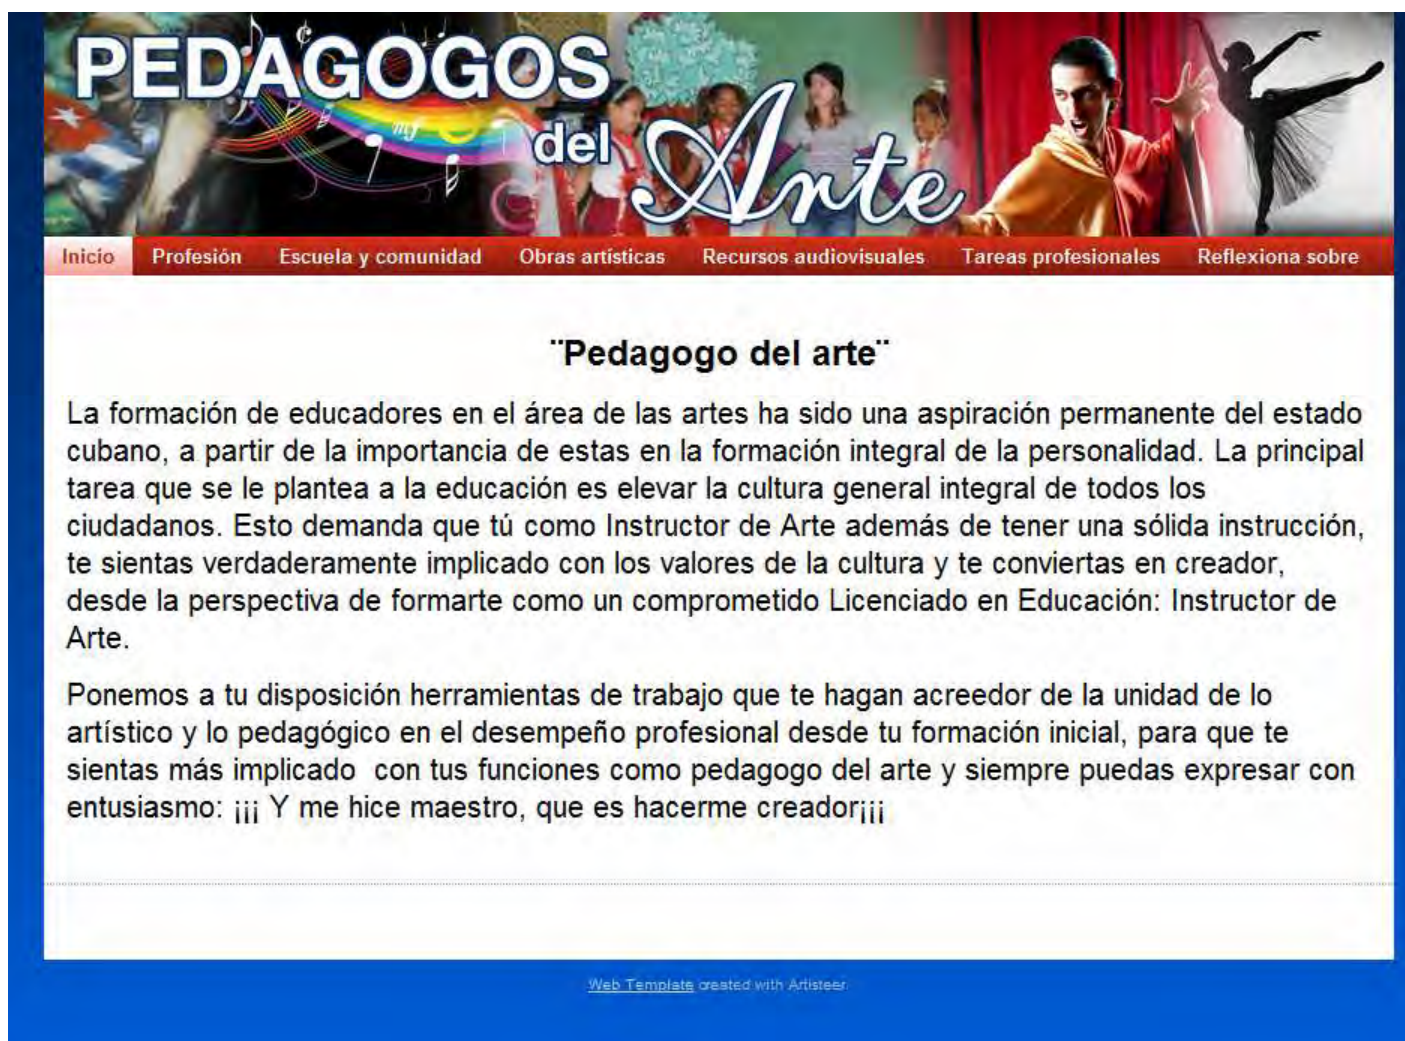 PEDAGOGOS
del Arte
Inicio Profesión Escuela y comunidad Obras artísticas Recursos audiovisuales Tareas profesionales Reflexiona sobre
¨Pedagogo del arte¨
La formación de educadores en el área de las artes ha sido una aspiración permanente del estado
cubano, a partir de la importancia de estas en la formación integral de la personalidad. La principal
tarea que se le plantea a la educación es elevar la cultura general integral de todos los
ciudadanos. Esto demanda que tú como Instructor de Arte además de tener una sólida instrucción,
te sientas verdaderamente implicado con los valores de la cultura y te conviertas en creador,
desde la perspectiva de formarte como un comprometido Licenciado en Educación: Instructor de
Arte.
Ponemos a tu disposición herramientas de trabajo que te hagan acreedor de la unidad de lo
artístico y lo pedagógico en el desempeño profesional desde tu formación inicial, para que te
sientas más implicado  con tus funciones como pedagogo del arte y siempre puedas expresar con
entusiasmo: ¡¡¡ Y me hice maestro, que es hacerme creador¡¡¡
Web Template created with Artisteer.